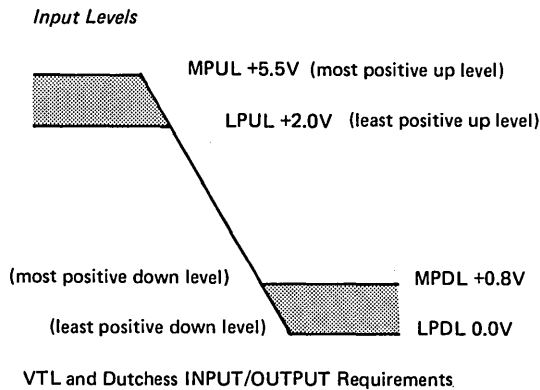 Input Levels
MPUL +5.5V (most positive up level)
LPUL +2.0V (least positive up level)
(most positive down level) MPDL +0.8V
(least positive down level) LPDL 0.0V
VTL and Dutchess INPUT/OUTPUT Requirements